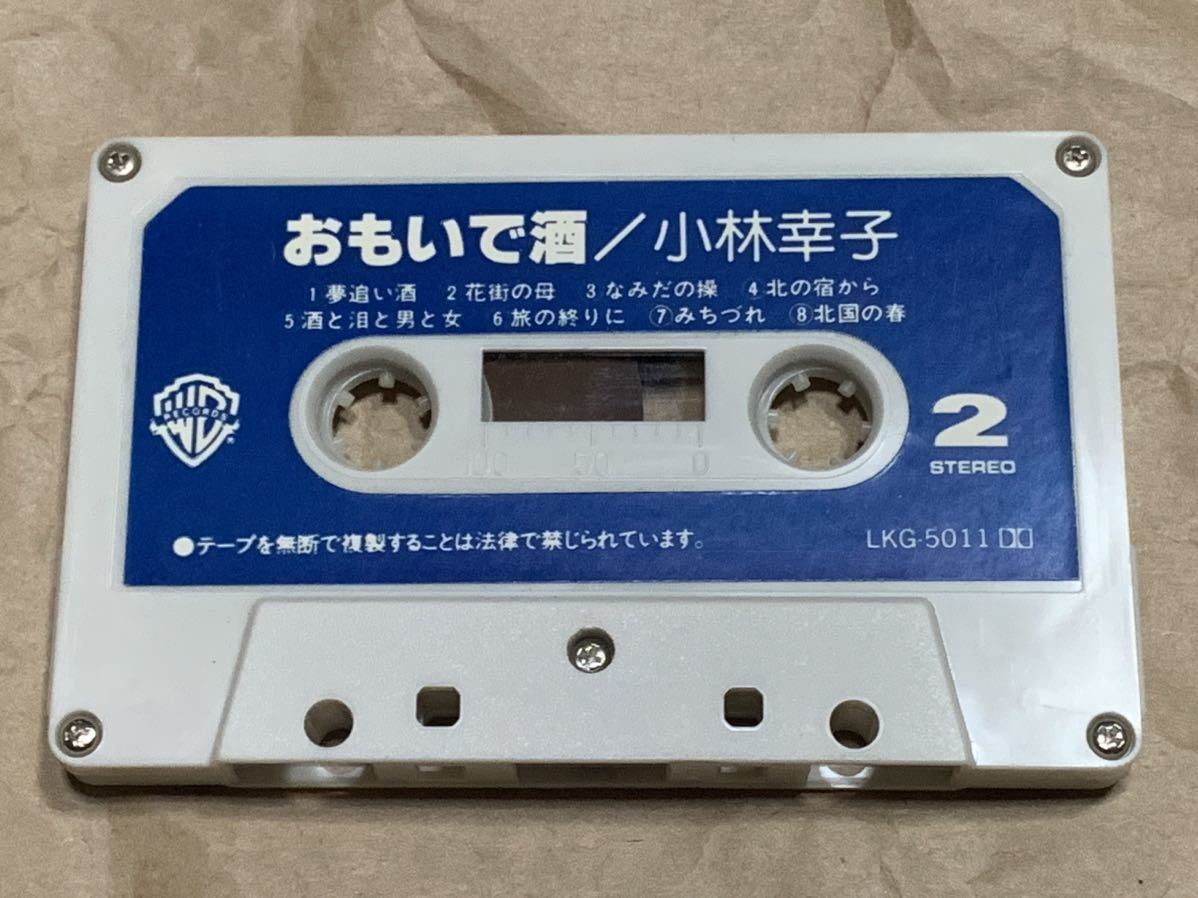 おもいで酒／小林幸子
1 夢追い酒 2 花街の母 3 なみだの操 4 北の宿から
5 酒と泪と男と女 6 旅の終りに ⑦みちづれ ⑧北国の春
WB
RECORDS
®
2
STEREO
100 50 0
●テープを無断で複製することは法律で禁じられています。
LKG-5011